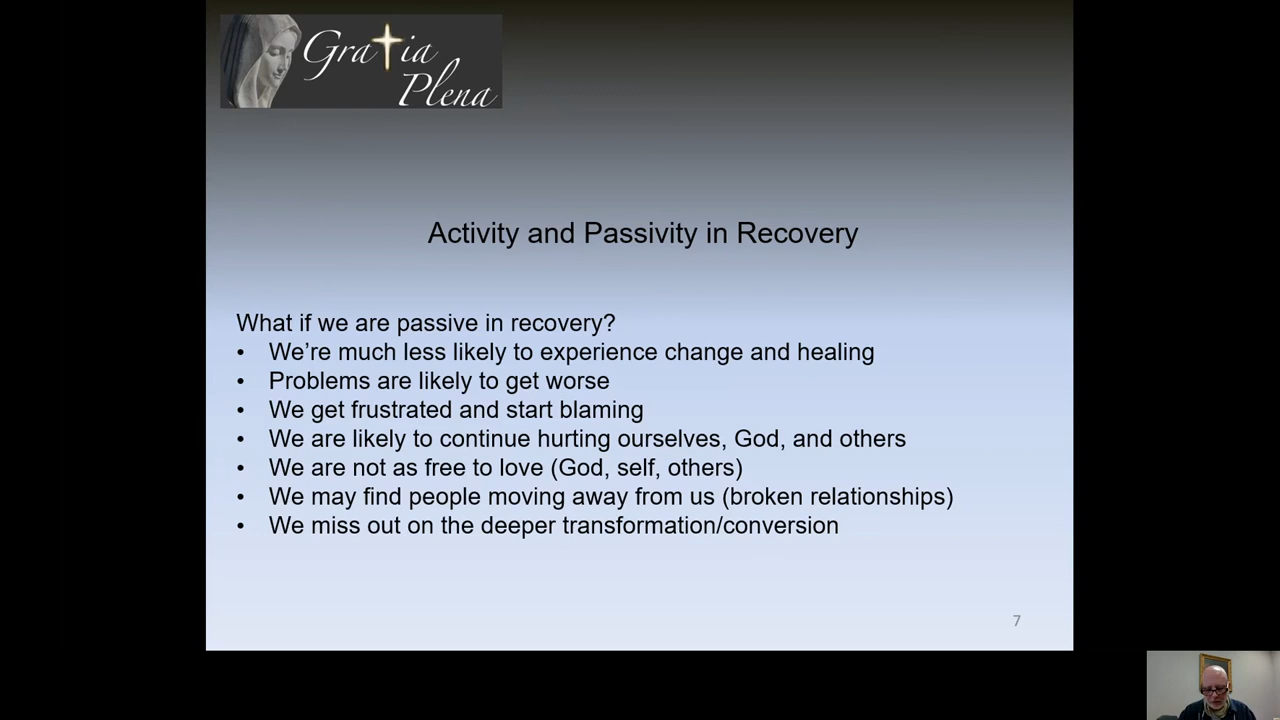 Gratia
Plena
Activity and Passivity in Recovery
What if we are passive in recovery?
• We're much less likely to experience change and healing
• Problems are likely to get worse
• We get frustrated and start blaming
• We are likely to continue hurting ourselves, God, and others
• We are not as free to love (God, self, others)
• We may find people moving away from us (broken relationships)
• We miss out on the deeper transformation/conversion
7